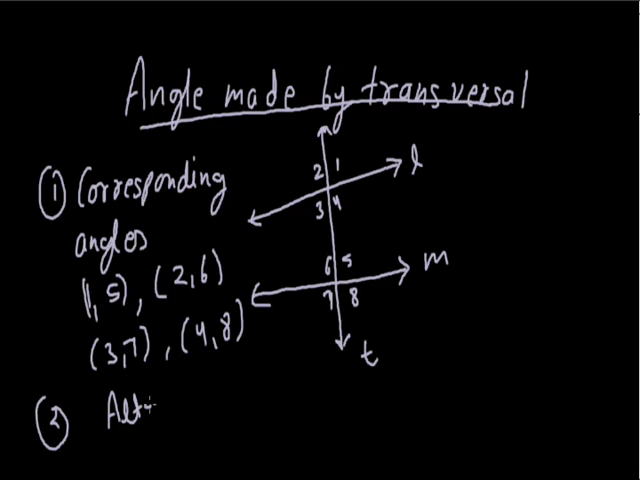 Angle made by transversal
① Corresponding
angles
(1, 5), (2, 6)
(3, 7), (4, 8)
② Alt
2 1
l
3 4
6 5
m
7 8
t